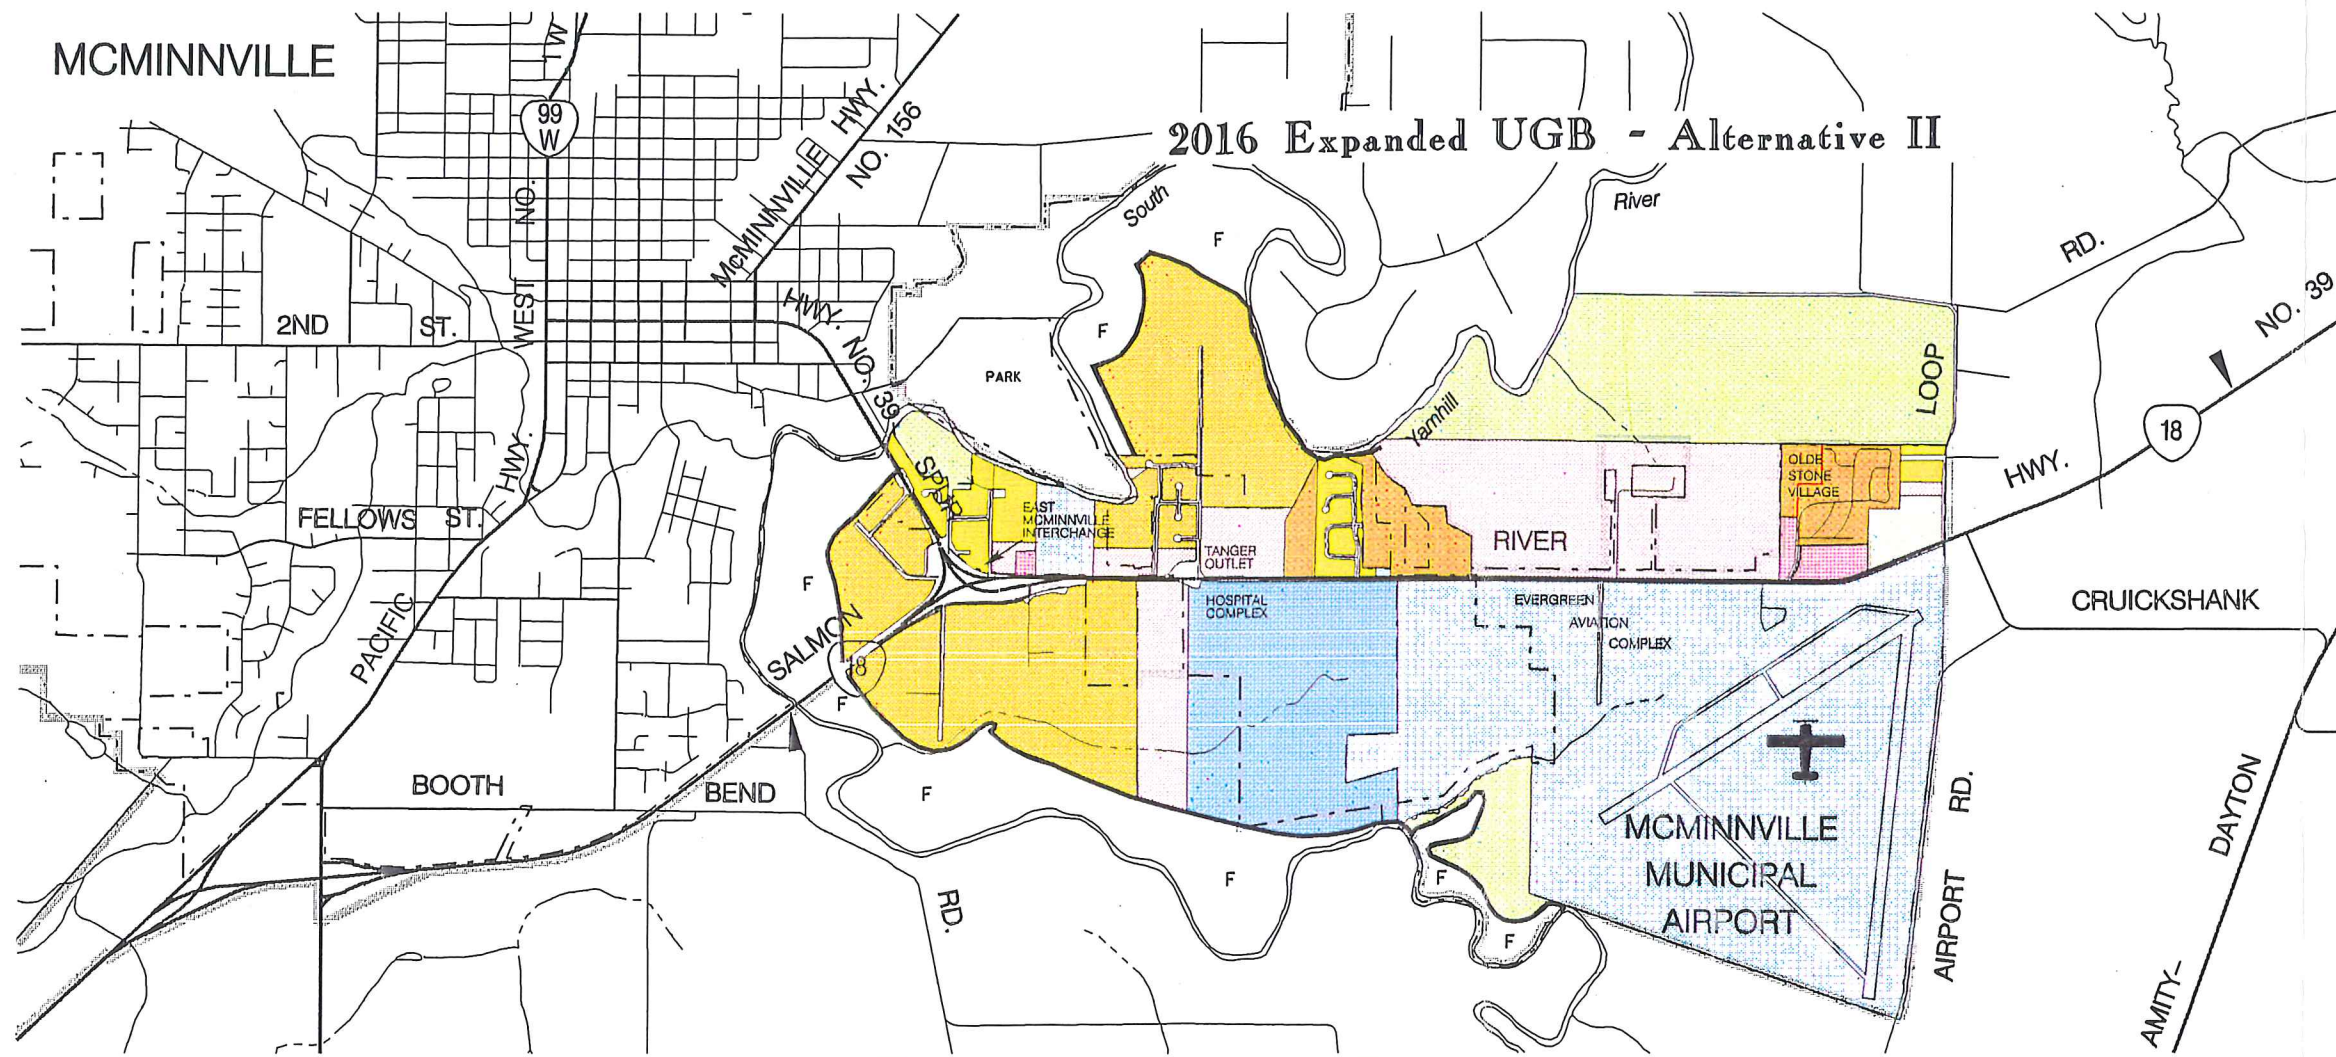 MCMINNVILLE
TW
99
W
NO.
WEST
HWY.
McMINNVILLE HWY.
NO. 156
2016 Expanded UGB - Alternative II
South
River
F
F
RD.
NO. 39
2ND ST.
HWY. NO. 39
PARK
LOOP
Yamhill
18
HWY.
SPUR
OLDE
STONE
VILLAGE
FELLOWS ST.
EAST
MCMINNVILLE
INTERCHANGE
TANGER
OUTLET
RIVER
F
HOSPITAL
COMPLEX
EVERGREEN
AVIATION
COMPLEX
CRUICKSHANK
PACIFIC
SALMON
18
F
BOOTH BEND
F
RD.
F
F
F
MCMINNVILLE
MUNICIPAL
AIRPORT
AIRPORT RD.
AMITY-
DAYTON